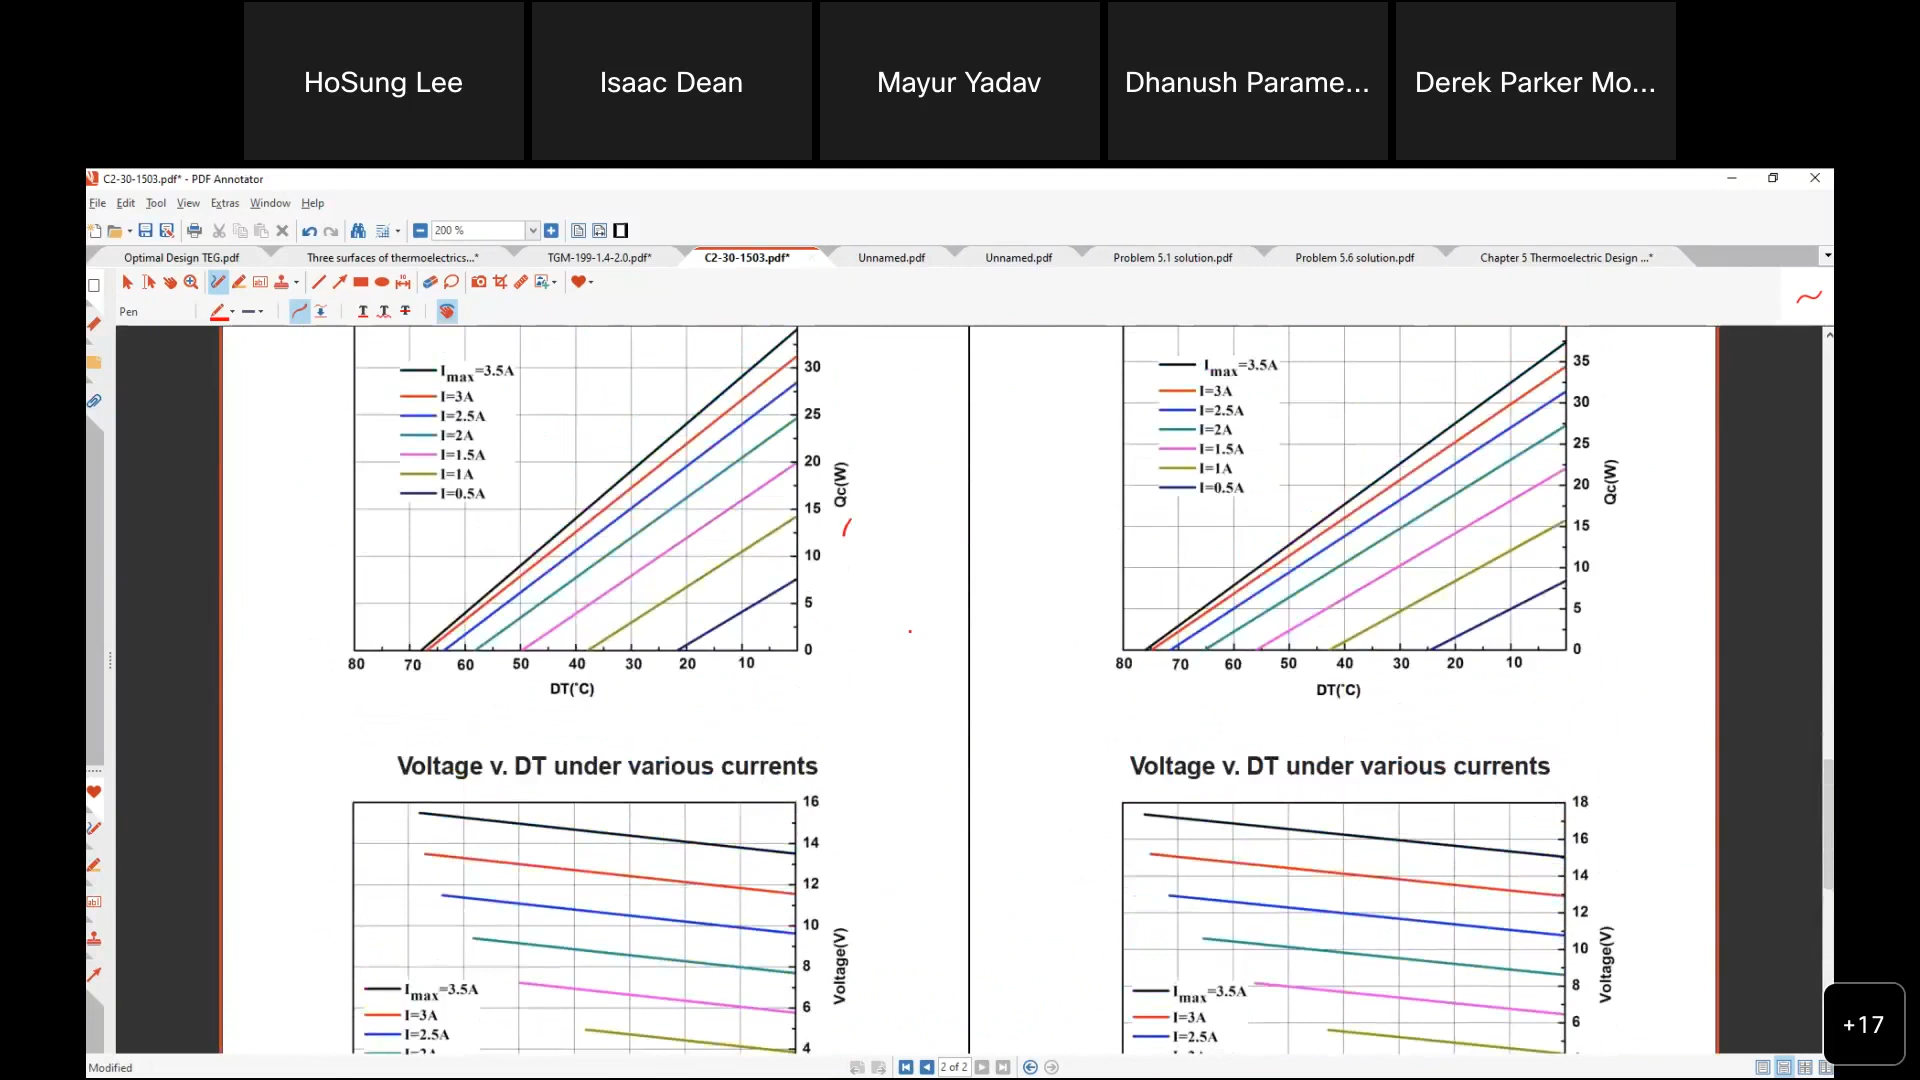 HoSung Lee
Isaac Dean
Mayur Yadav
Dhanush Parame...
Derek Parker Mo...
C2-30-1503.pdf* - PDF Annotator
File Edit Tool View Extras Window Help
200 %
Optimal Design TEG.pdf
Three surfaces of thermoelectrics...*
TGM-199-1.4-2.0.pdf*
C2-30-1503.pdf*
Unnamed.pdf
Unnamed.pdf
Problem 5.1 solution.pdf
Problem 5.6 solution.pdf
Chapter 5 Thermoelectric Design ...*
Pen
Imax=3.5A
I=3A
I=2.5A
I=2A
I=1.5A
I=1A
I=0.5A
30
25
20
15
10
5
0
Qc(W)
80 70 60 50 40 30 20 10
DT(°C)
Imax=3.5A
I=3A
I=2.5A
I=2A
I=1.5A
I=1A
I=0.5A
35
30
25
20
15
10
5
0
Qc(W)
80 70 60 50 40 30 20 10
DT(°C)
Voltage v. DT under various currents
16
14
12
10
8
6
4
Voltage(V)
Imax=3.5A
I=3A
I=2.5A
I=2A
Voltage v. DT under various currents
18
16
14
12
10
8
6
Voltage(V)
Imax=3.5A
I=3A
I=2.5A
+17
Modified
2 of 2